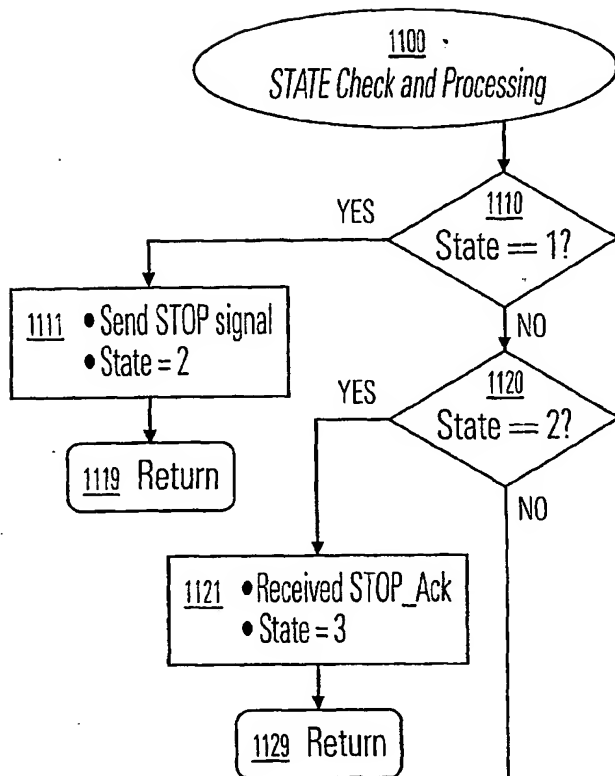 1100
STATE Check and Processing
1110
State == 1?
YES
NO
1111 • Send STOP signal
• State = 2
1119 Return
1120
State == 2?
YES
NO
1121 • Received STOP_Ack
• State = 3
1129 Return